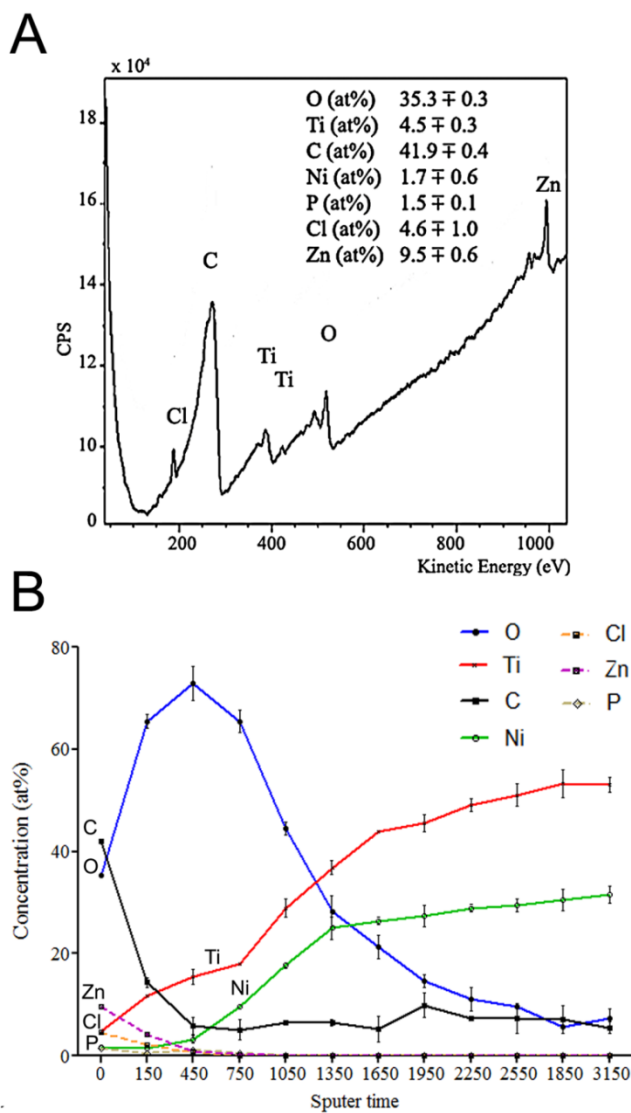 A
x 10⁴
O (at%) 35.3 ∓ 0.3
Ti (at%) 4.5 ∓ 0.3
C (at%) 41.9 ∓ 0.4
Ni (at%) 1.7 ∓ 0.6
P (at%) 1.5 ∓ 0.1
Cl (at%) 4.6 ∓ 1.0
Zn (at%) 9.5 ∓ 0.6
18
16
14
12
10
0
CPS
Cl
C
Ti
Ti
O
Zn
200 400 600 800 1000
Kinetic Energy (eV)
B
O
Ti
C
Ni
Cl
Zn
P
80
60
40
20
0
Concentration (at%)
C
O
Zn
Cl
P
Ti
Ni
0 150 450 750 1050 1350 1650 1950 2250 2550 1850 3150
Sputer time